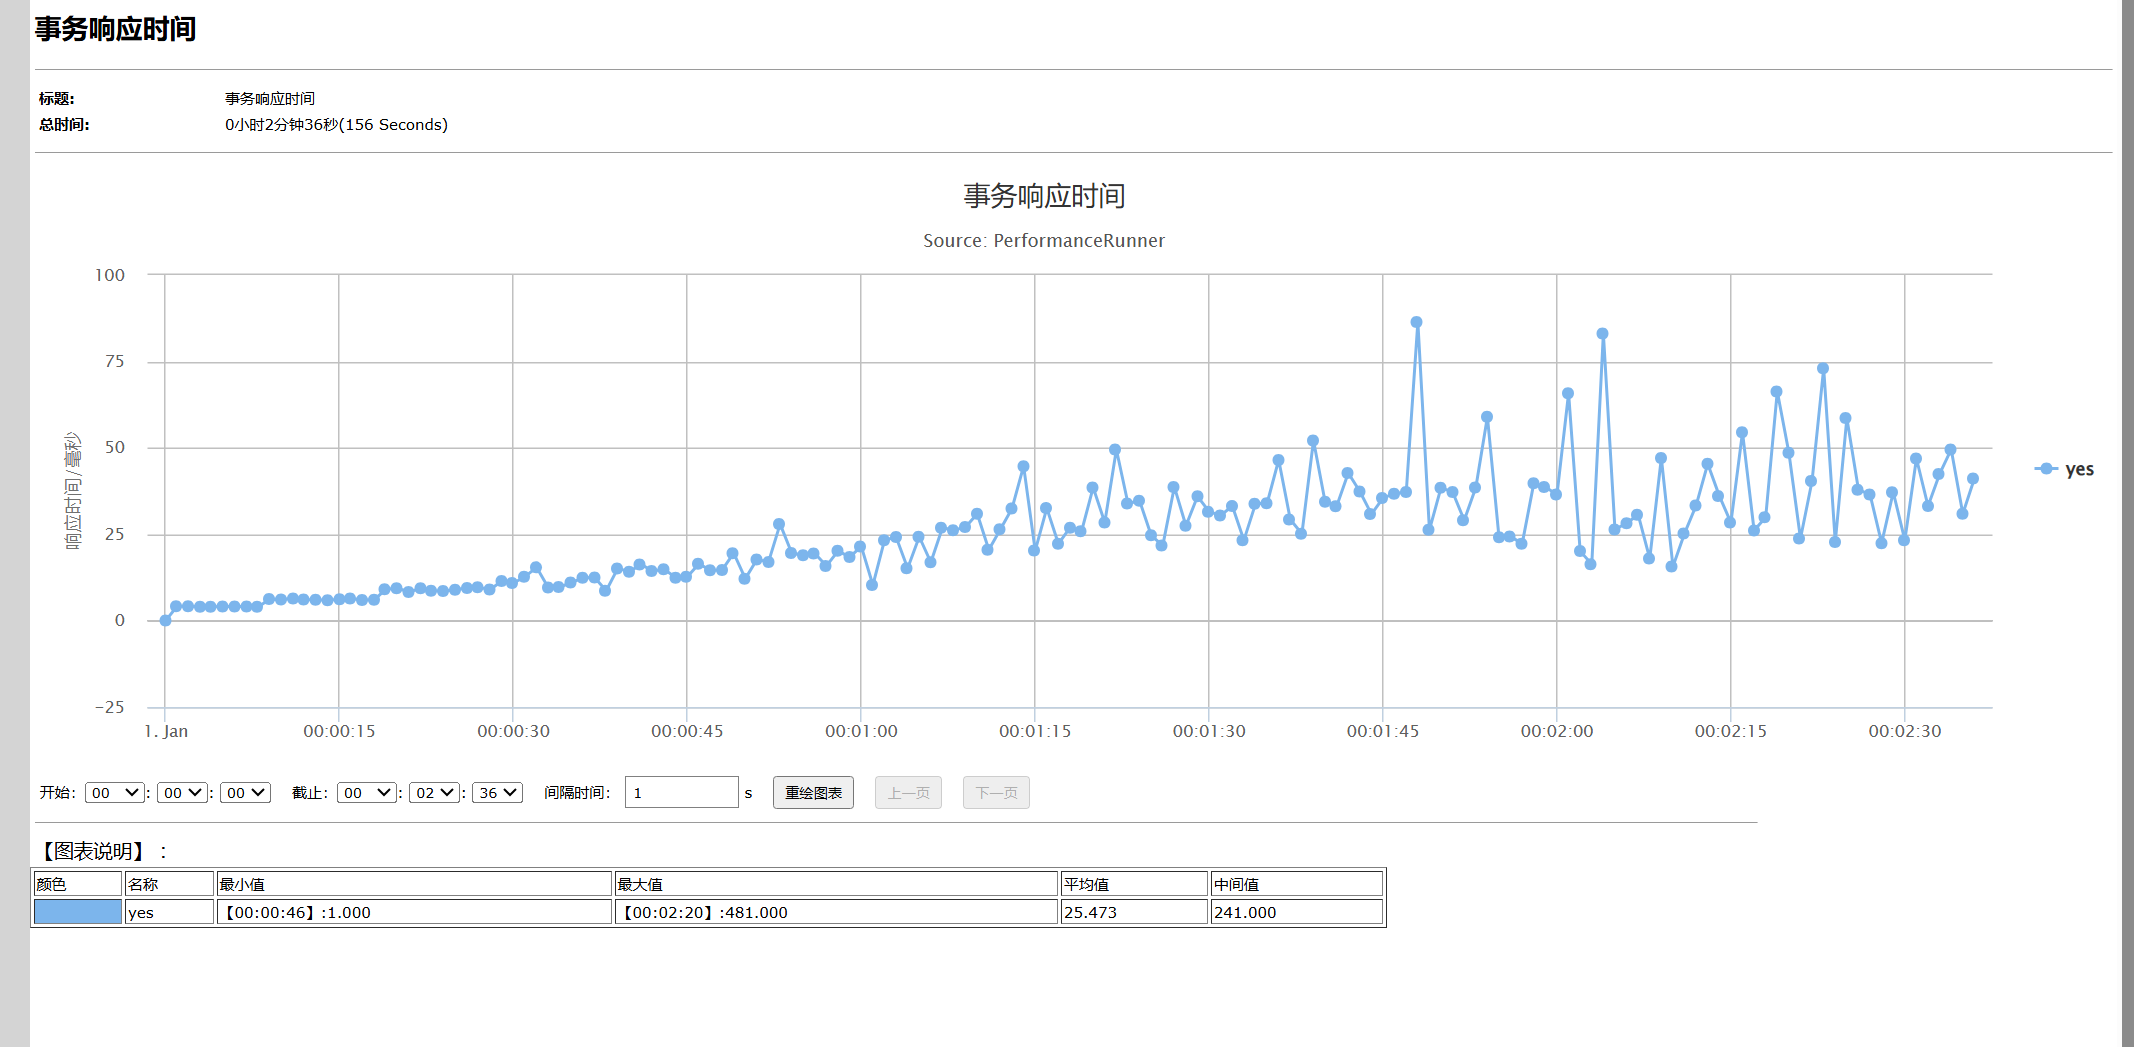 事务响应时间
标题: 事务响应时间
总时间: 0小时2分钟36秒(156 Seconds)
事务响应时间
Source: PerformanceRunner
100
75
50
25
0
-25
响应时间/毫秒
yes
1. Jan 00:00:15 00:00:30 00:00:45 00:01:00 00:01:15 00:01:30 00:01:45 00:02:00 00:02:15 00:02:30
开始: 00 : 00 : 00 截止: 00 : 02 : 36 间隔时间: 1 s 重绘图表 上一页 下一页
【图表说明】:
颜色 名称 最小值 最大值 平均值 中间值
yes 【00:00:46】:1.000 【00:02:20】:481.000 25.473 241.000